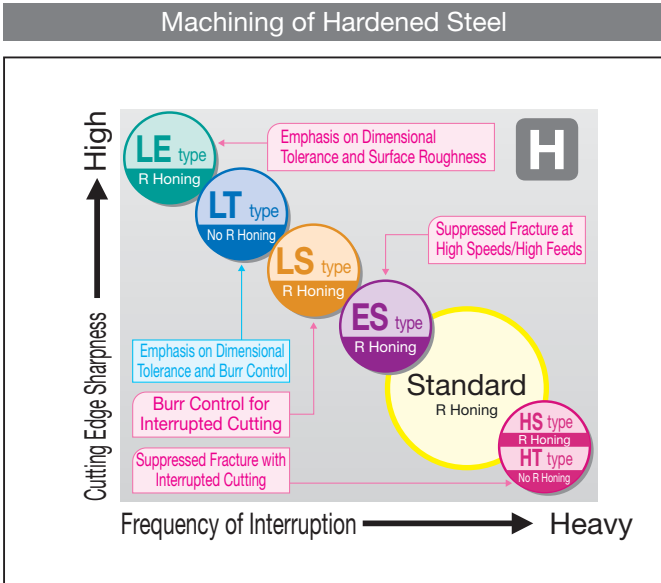 Machining of Hardened Steel
High
Cutting Edge Sharpness
LE type
R Honing
Emphasis on Dimensional
Tolerance and Surface Roughness
H
LT type
No R Honing
LS type
R Honing
Suppressed Fracture at
High Speeds/High Feeds
ES type
R Honing
Emphasis on Dimensional
Tolerance and Burr Control
Standard
R Honing
Burr Control for
Interrupted Cutting
HS type
R Honing
HT type
No R Honing
Suppressed Fracture with
Interrupted Cutting
Frequency of Interruption
Heavy